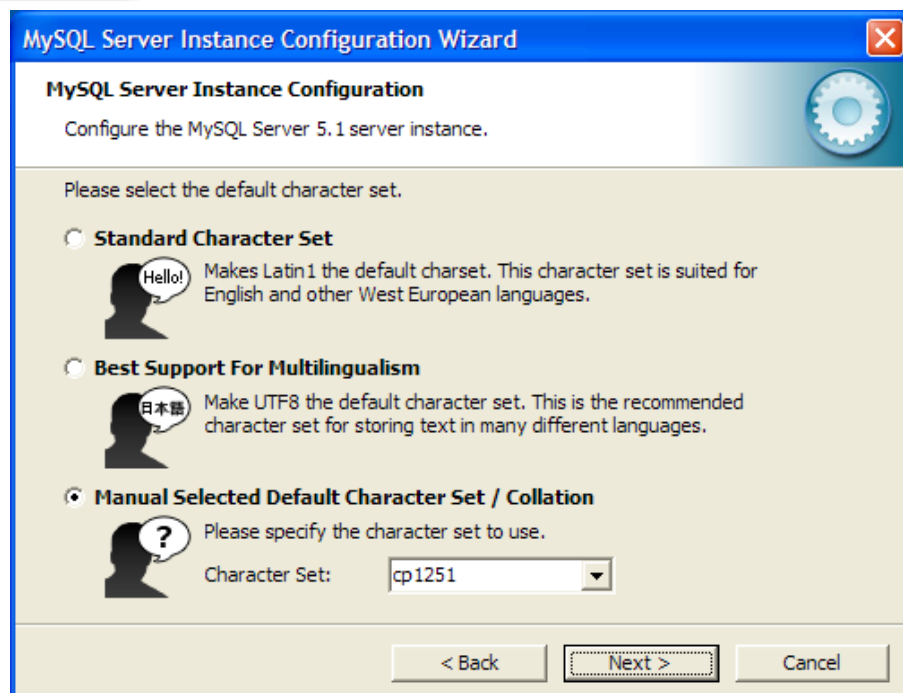 MySQL Server Instance Configuration Wizard
MySQL Server Instance Configuration
Configure the MySQL Server 5.1 server instance.
Please select the default character set.
Standard Character Set
Hello!
Makes Latin1 the default charset. This character set is suited for
English and other West European languages.
Best Support For Multilingualism
日本語
Make UTF8 the default character set. This is the recommended
character set for storing text in many different languages.
Manual Selected Default Character Set / Collation
?
Please specify the character set to use.
Character Set: cp1251
< Back Next > Cancel